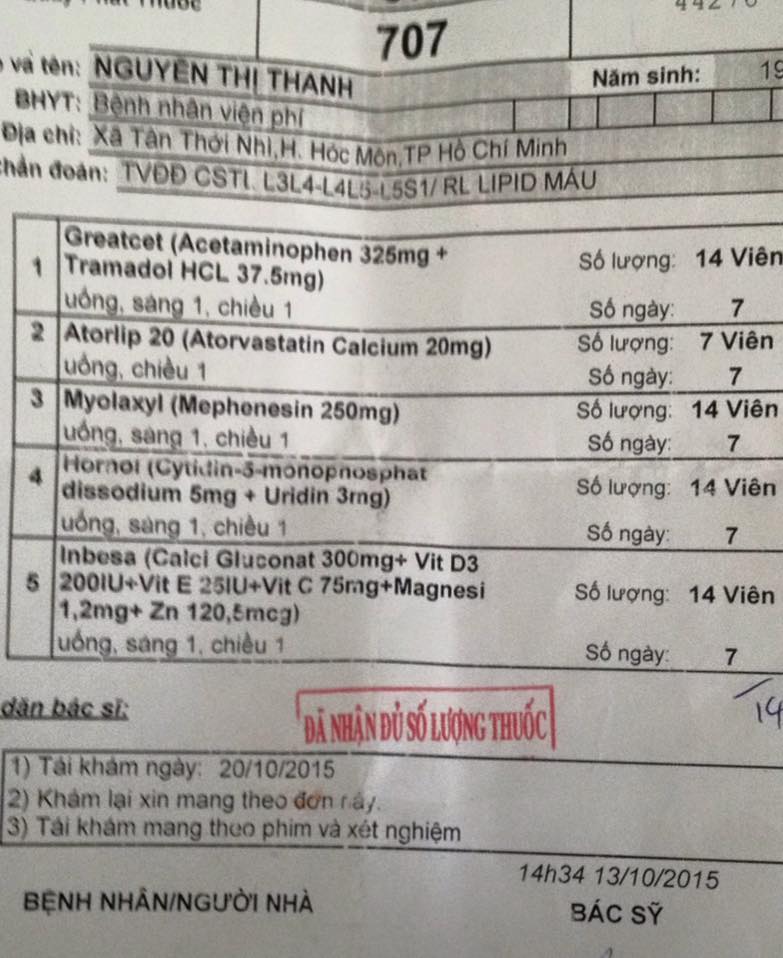 707
và tên: NGUYỄN THỊ THANH Năm sinh: 19
BHYT: Bệnh nhân viện phí
Địa chỉ: Xã Tân Thới Nhì,H. Hóc Môn,TP Hồ Chí Minh
Chẩn đoán: TVĐĐ CSTL L3L4-L4L5-L5S1/ RL LIPID MÁU
1 Greatcet (Acetaminophen 325mg + Tramadol HCL 37.5mg) Số lượng: 14 Viên
uống, sáng 1, chiều 1 Số ngày: 7
2 Atorlip 20 (Atorvastatin Calcium 20mg) Số lượng: 7 Viên
uống, chiều 1 Số ngày: 7
3 Myolaxyl (Mephenesin 250mg) Số lượng: 14 Viên
uống, sáng 1, chiều 1 Số ngày: 7
4 Hornol (Cytidin-5-monopnosphat
dissodium 5mg + Uridin 3mg) Số lượng: 14 Viên
uống, sáng 1, chiều 1 Số ngày: 7
Inbesa (Calci Gluconat 300mg+ Vit D3
5 200IU+Vit E 25IU+Vit C 75mg+Magnesi Số lượng: 14 Viên
1,2mg+ Zn 120,5mcg)
uống, sáng 1, chiều 1 Số ngày: 7
dặn bác sĩ:
14
ĐÃ NHẬN ĐỦ SỐ LƯỢNG THUỐC
1) Tái khám ngày: 20/10/2015
2) Khám lại xin mang theo đơn này.
3) Tái khám mang theo phim và xét nghiệm
14h34 13/10/2015
BỆNH NHÂN/NGƯỜI NHÀ BÁC SỸ